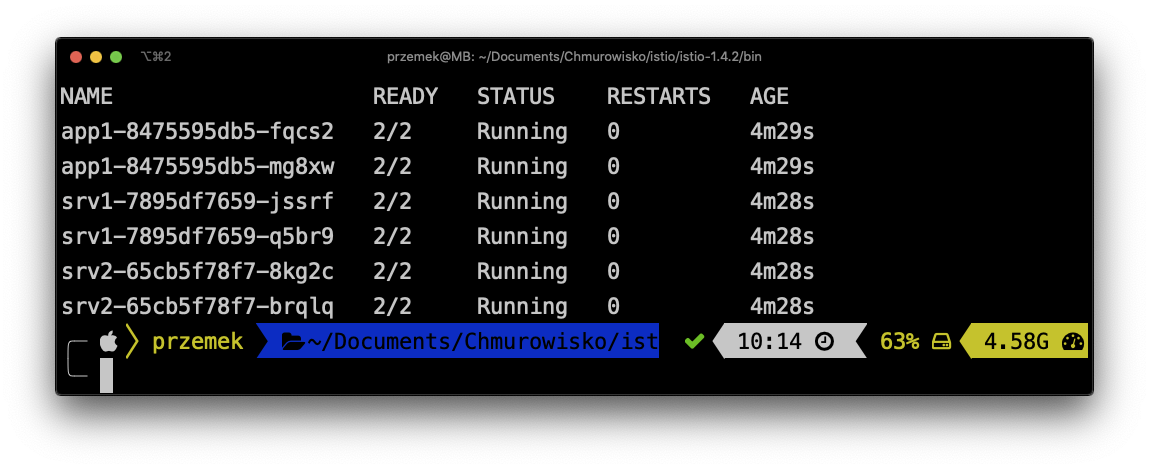 ⌥⌘2 przemek@MB: ~/Documents/Chmurowisko/istio/istio-1.4.2/bin
NAME READY STATUS RESTARTS AGE
app1-8475595db5-fqcs2 2/2 Running 0 4m29s
app1-8475595db5-mg8xw 2/2 Running 0 4m29s
srv1-7895df7659-jssrf 2/2 Running 0 4m28s
srv1-7895df7659-q5br9 2/2 Running 0 4m28s
srv2-65cb5f78f7-8kg2c 2/2 Running 0 4m28s
srv2-65cb5f78f7-brqlq 2/2 Running 0 4m28s
przemek ~/Documents/Chmurowisko/ist ✔ 10:14 63% 4.58G